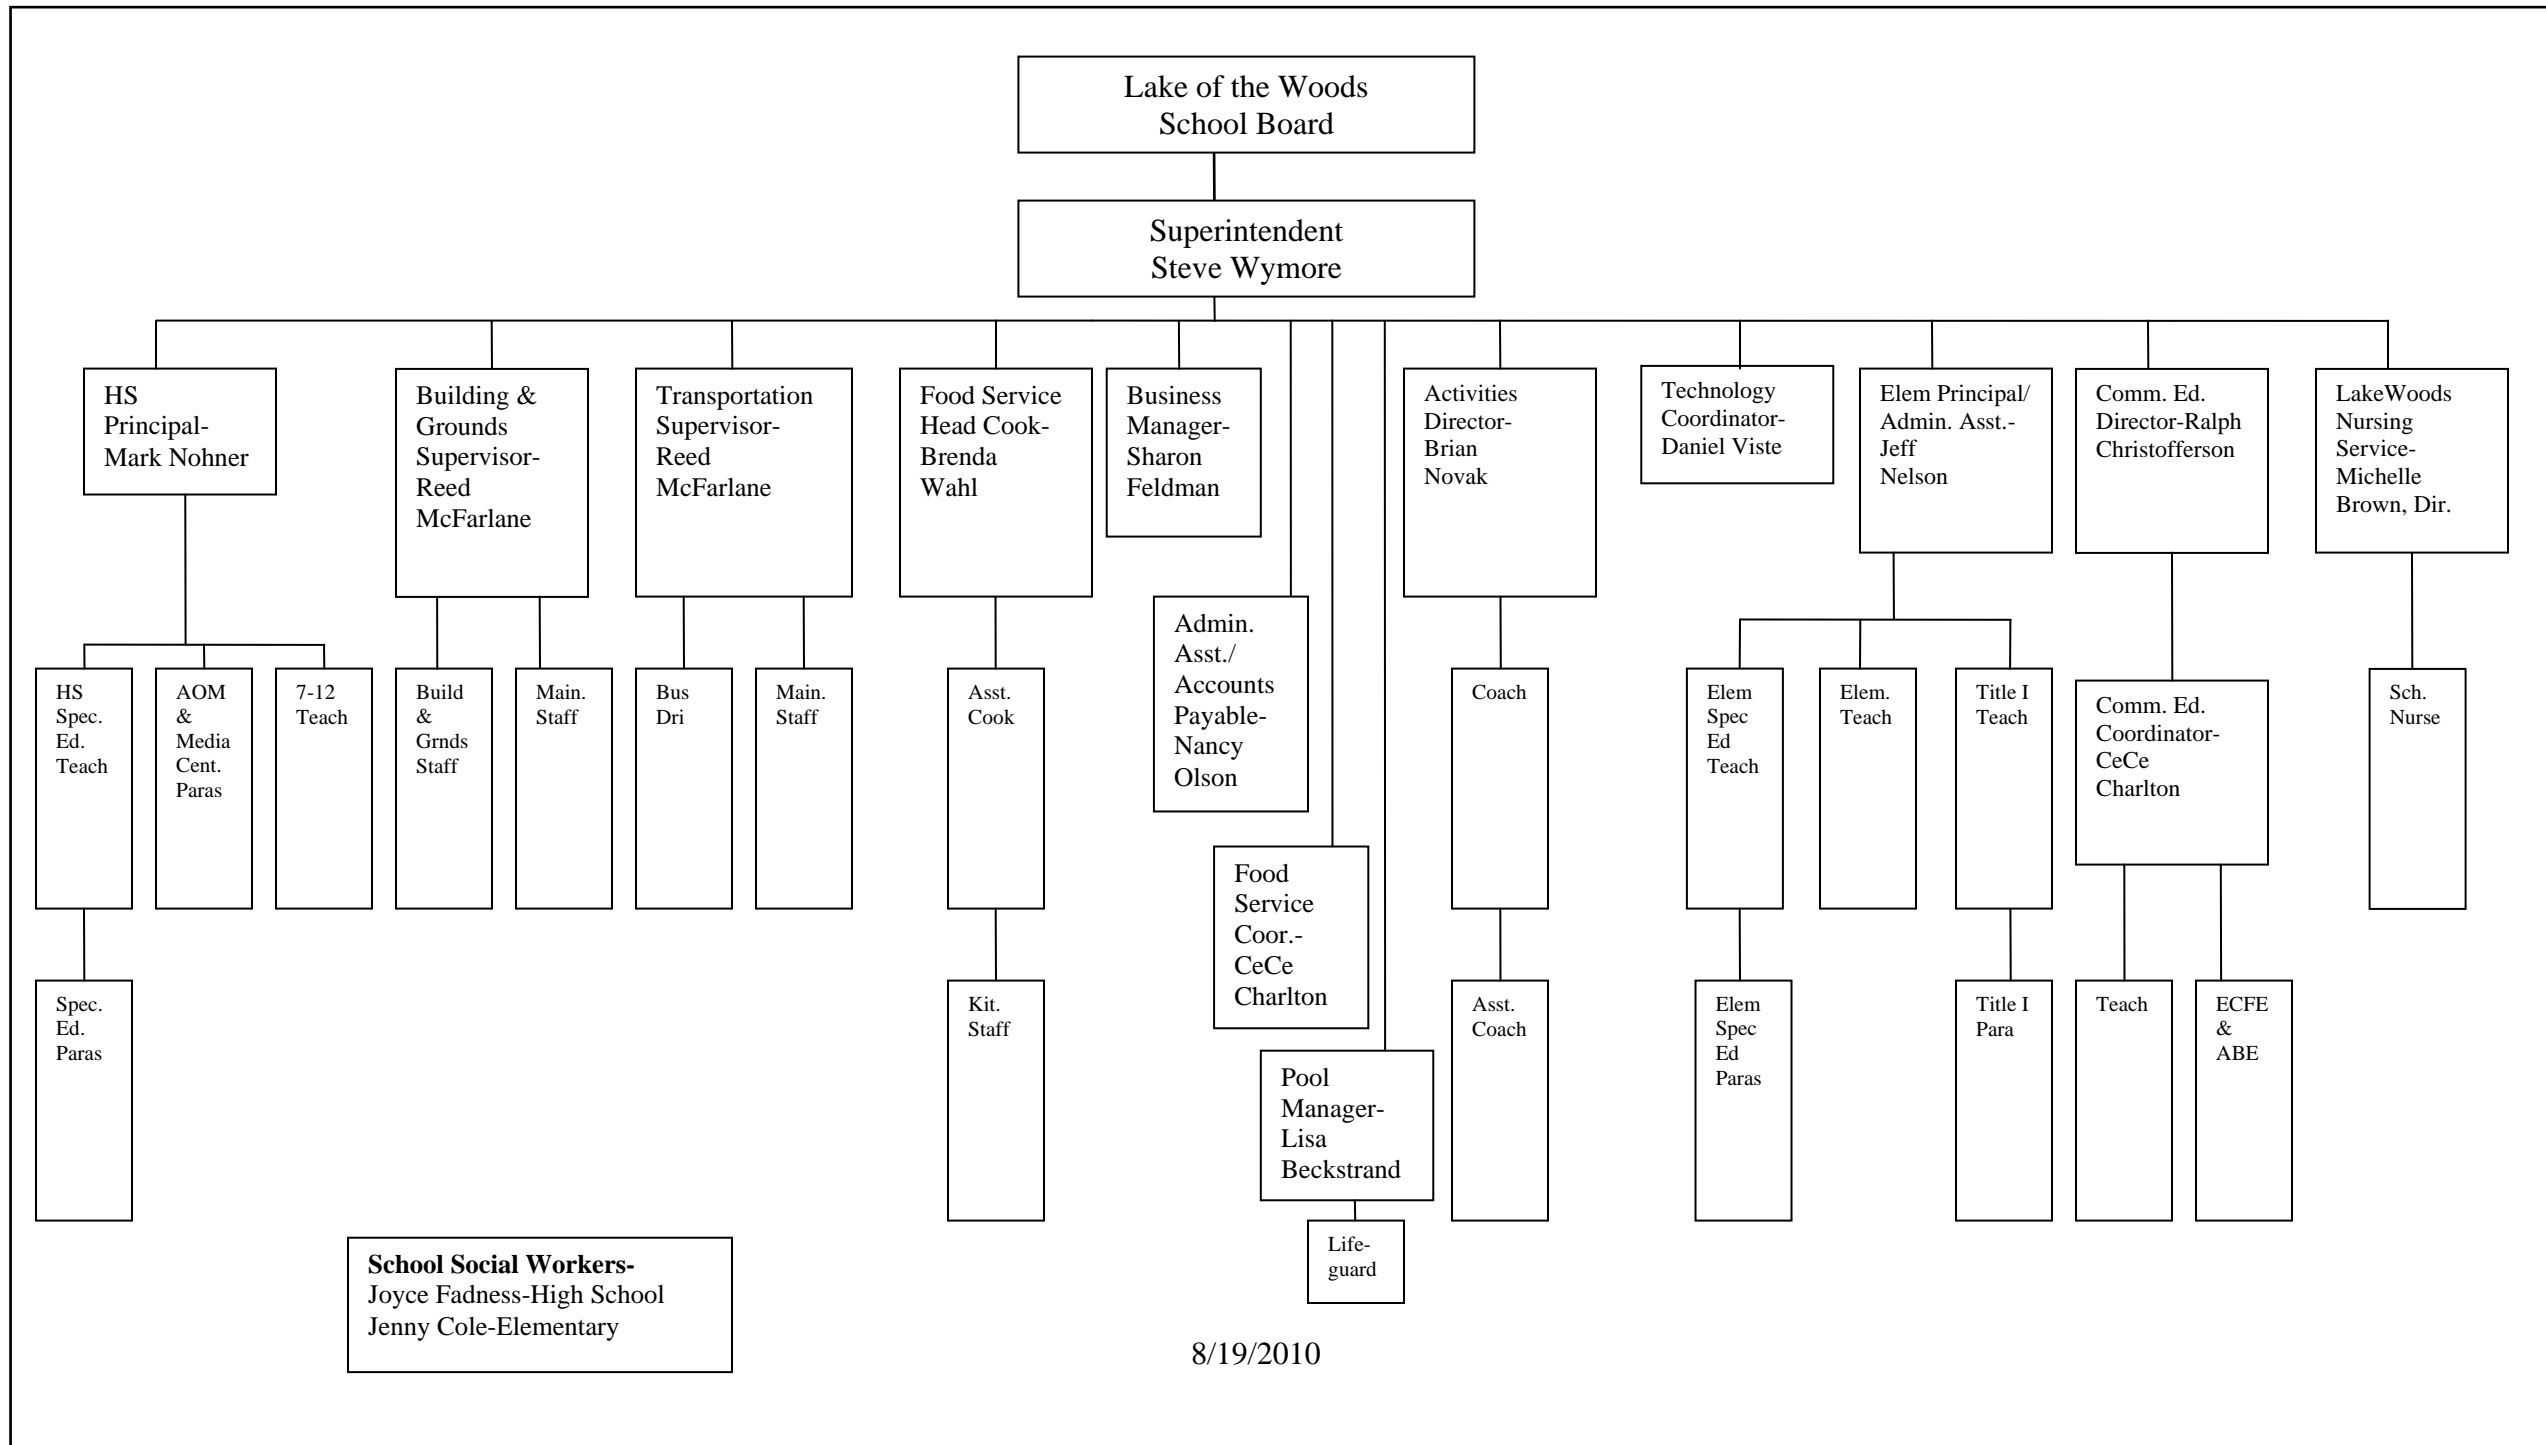 Lake of the Woods
School Board
Superintendent
Steve Wymore
HS
Principal-
Mark Nohner
Building &
Grounds
Supervisor-
Reed
McFarlane
Transportation
Supervisor-
Reed
McFarlane
Food Service
Head Cook-
Brenda
Wahl
Business
Manager-
Sharon
Feldman
Activities
Director-
Brian
Novak
Technology
Coordinator-
Daniel Viste
Elem Principal/
Admin. Asst.-
Jeff
Nelson
Comm. Ed.
Director-Ralph
Christofferson
LakeWoods
Nursing
Service-
Michelle
Brown, Dir.
Admin.
Asst./
Accounts
Payable-
Nancy
Olson
HS
Spec.
Ed.
Teach
AOM
&
Media
Cent.
Paras
7-12
Teach
Build
&
Grnds
Staff
Main.
Staff
Bus
Dri
Main.
Staff
Asst.
Cook
Coach
Elem
Spec
Ed
Teach
Elem.
Teach
Title I
Teach
Comm. Ed.
Coordinator-
CeCe
Charlton
Sch.
Nurse
Food
Service
Coor.-
CeCe
Charlton
Spec.
Ed.
Paras
Kit.
Staff
Asst.
Coach
Elem
Spec
Ed
Paras
Title I
Para
Teach
ECFE
&
ABE
Pool
Manager-
Lisa
Beckstrand
Life-
guard
School Social Workers-
Joyce Fadness-High School
Jenny Cole-Elementary
8/19/2010